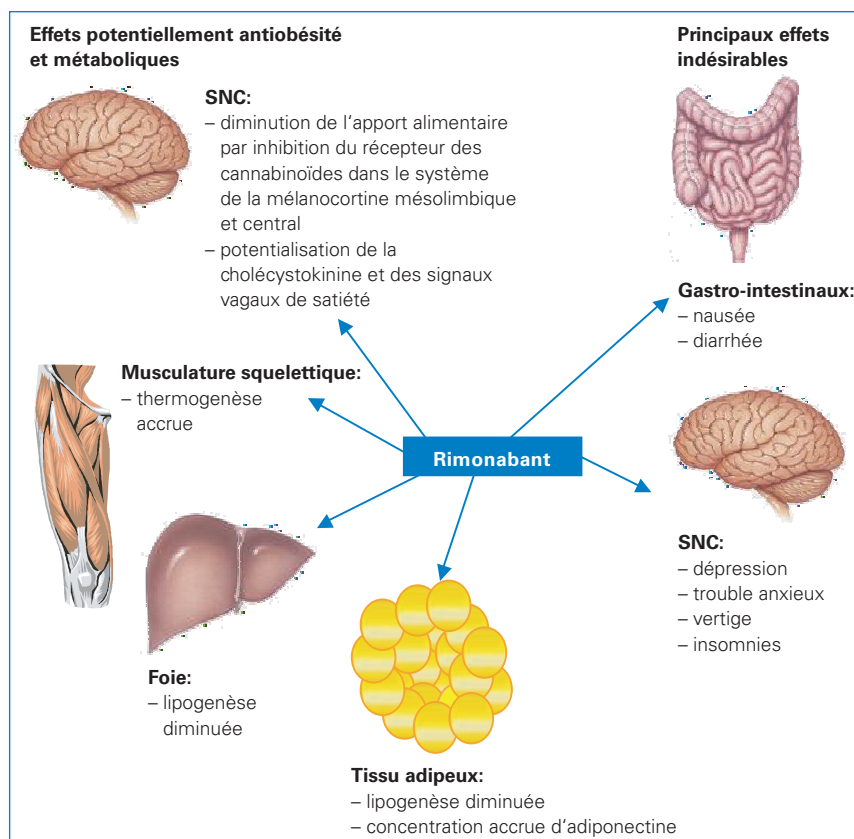 Effets potentiellement antiobésité
et métaboliques
SNC:
– diminution de l'apport alimentaire
par inhibition du récepteur des
cannabinoïdes dans le système
de la mélanocortine mésolimbique
et central
– potentialisation de la
cholécystokinine et des signaux
vagaux de satiété
Musculature squelettique:
– thermogenèse
accrue
Foie:
– lipogenèse
diminuée
Rimonabant
Tissu adipeux:
– lipogenèse diminuée
– concentration accrue d'adiponectine
Principaux effets
indésirables
Gastro-intestinaux:
– nausée
– diarrhée
SNC:
– dépression
– trouble anxieux
– vertige
– insomnies